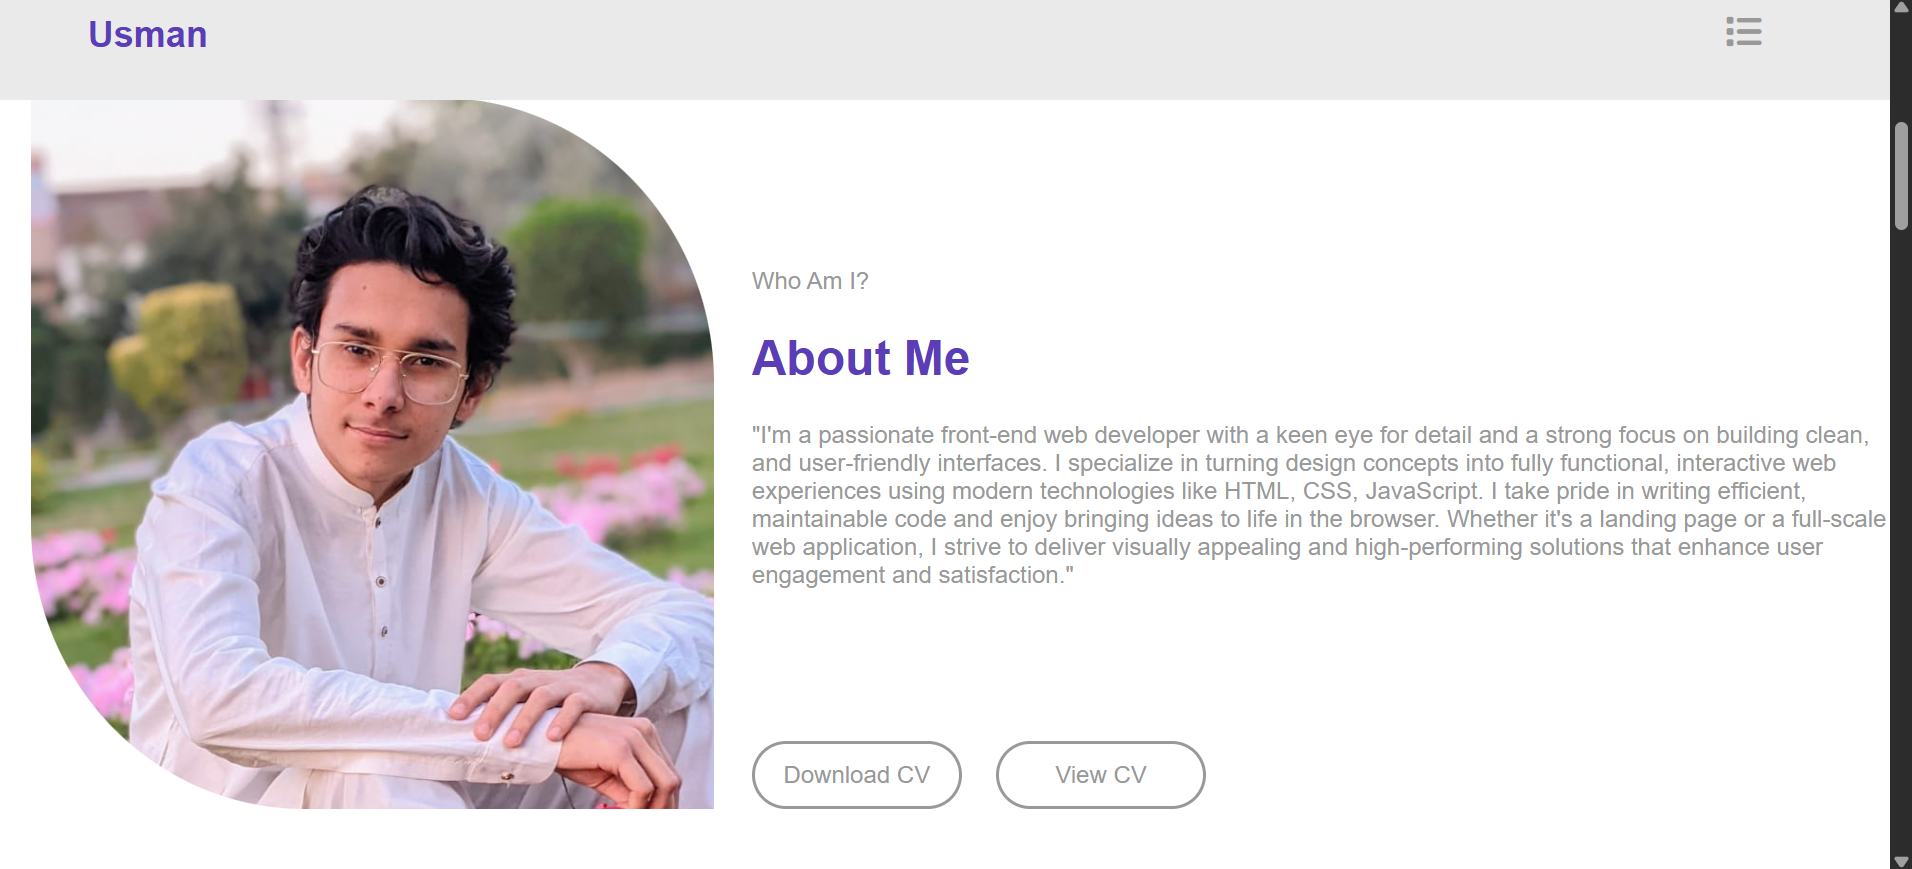 Usman
Who Am I?
About Me
"I'm a passionate front-end web developer with a keen eye for detail and a strong focus on building clean,
and user-friendly interfaces. I specialize in turning design concepts into fully functional, interactive web
experiences using modern technologies like HTML, CSS, JavaScript. I take pride in writing efficient,
maintainable code and enjoy bringing ideas to life in the browser. Whether it's a landing page or a full-scale
web application, I strive to deliver visually appealing and high-performing solutions that enhance user
engagement and satisfaction."
Download CV
View CV